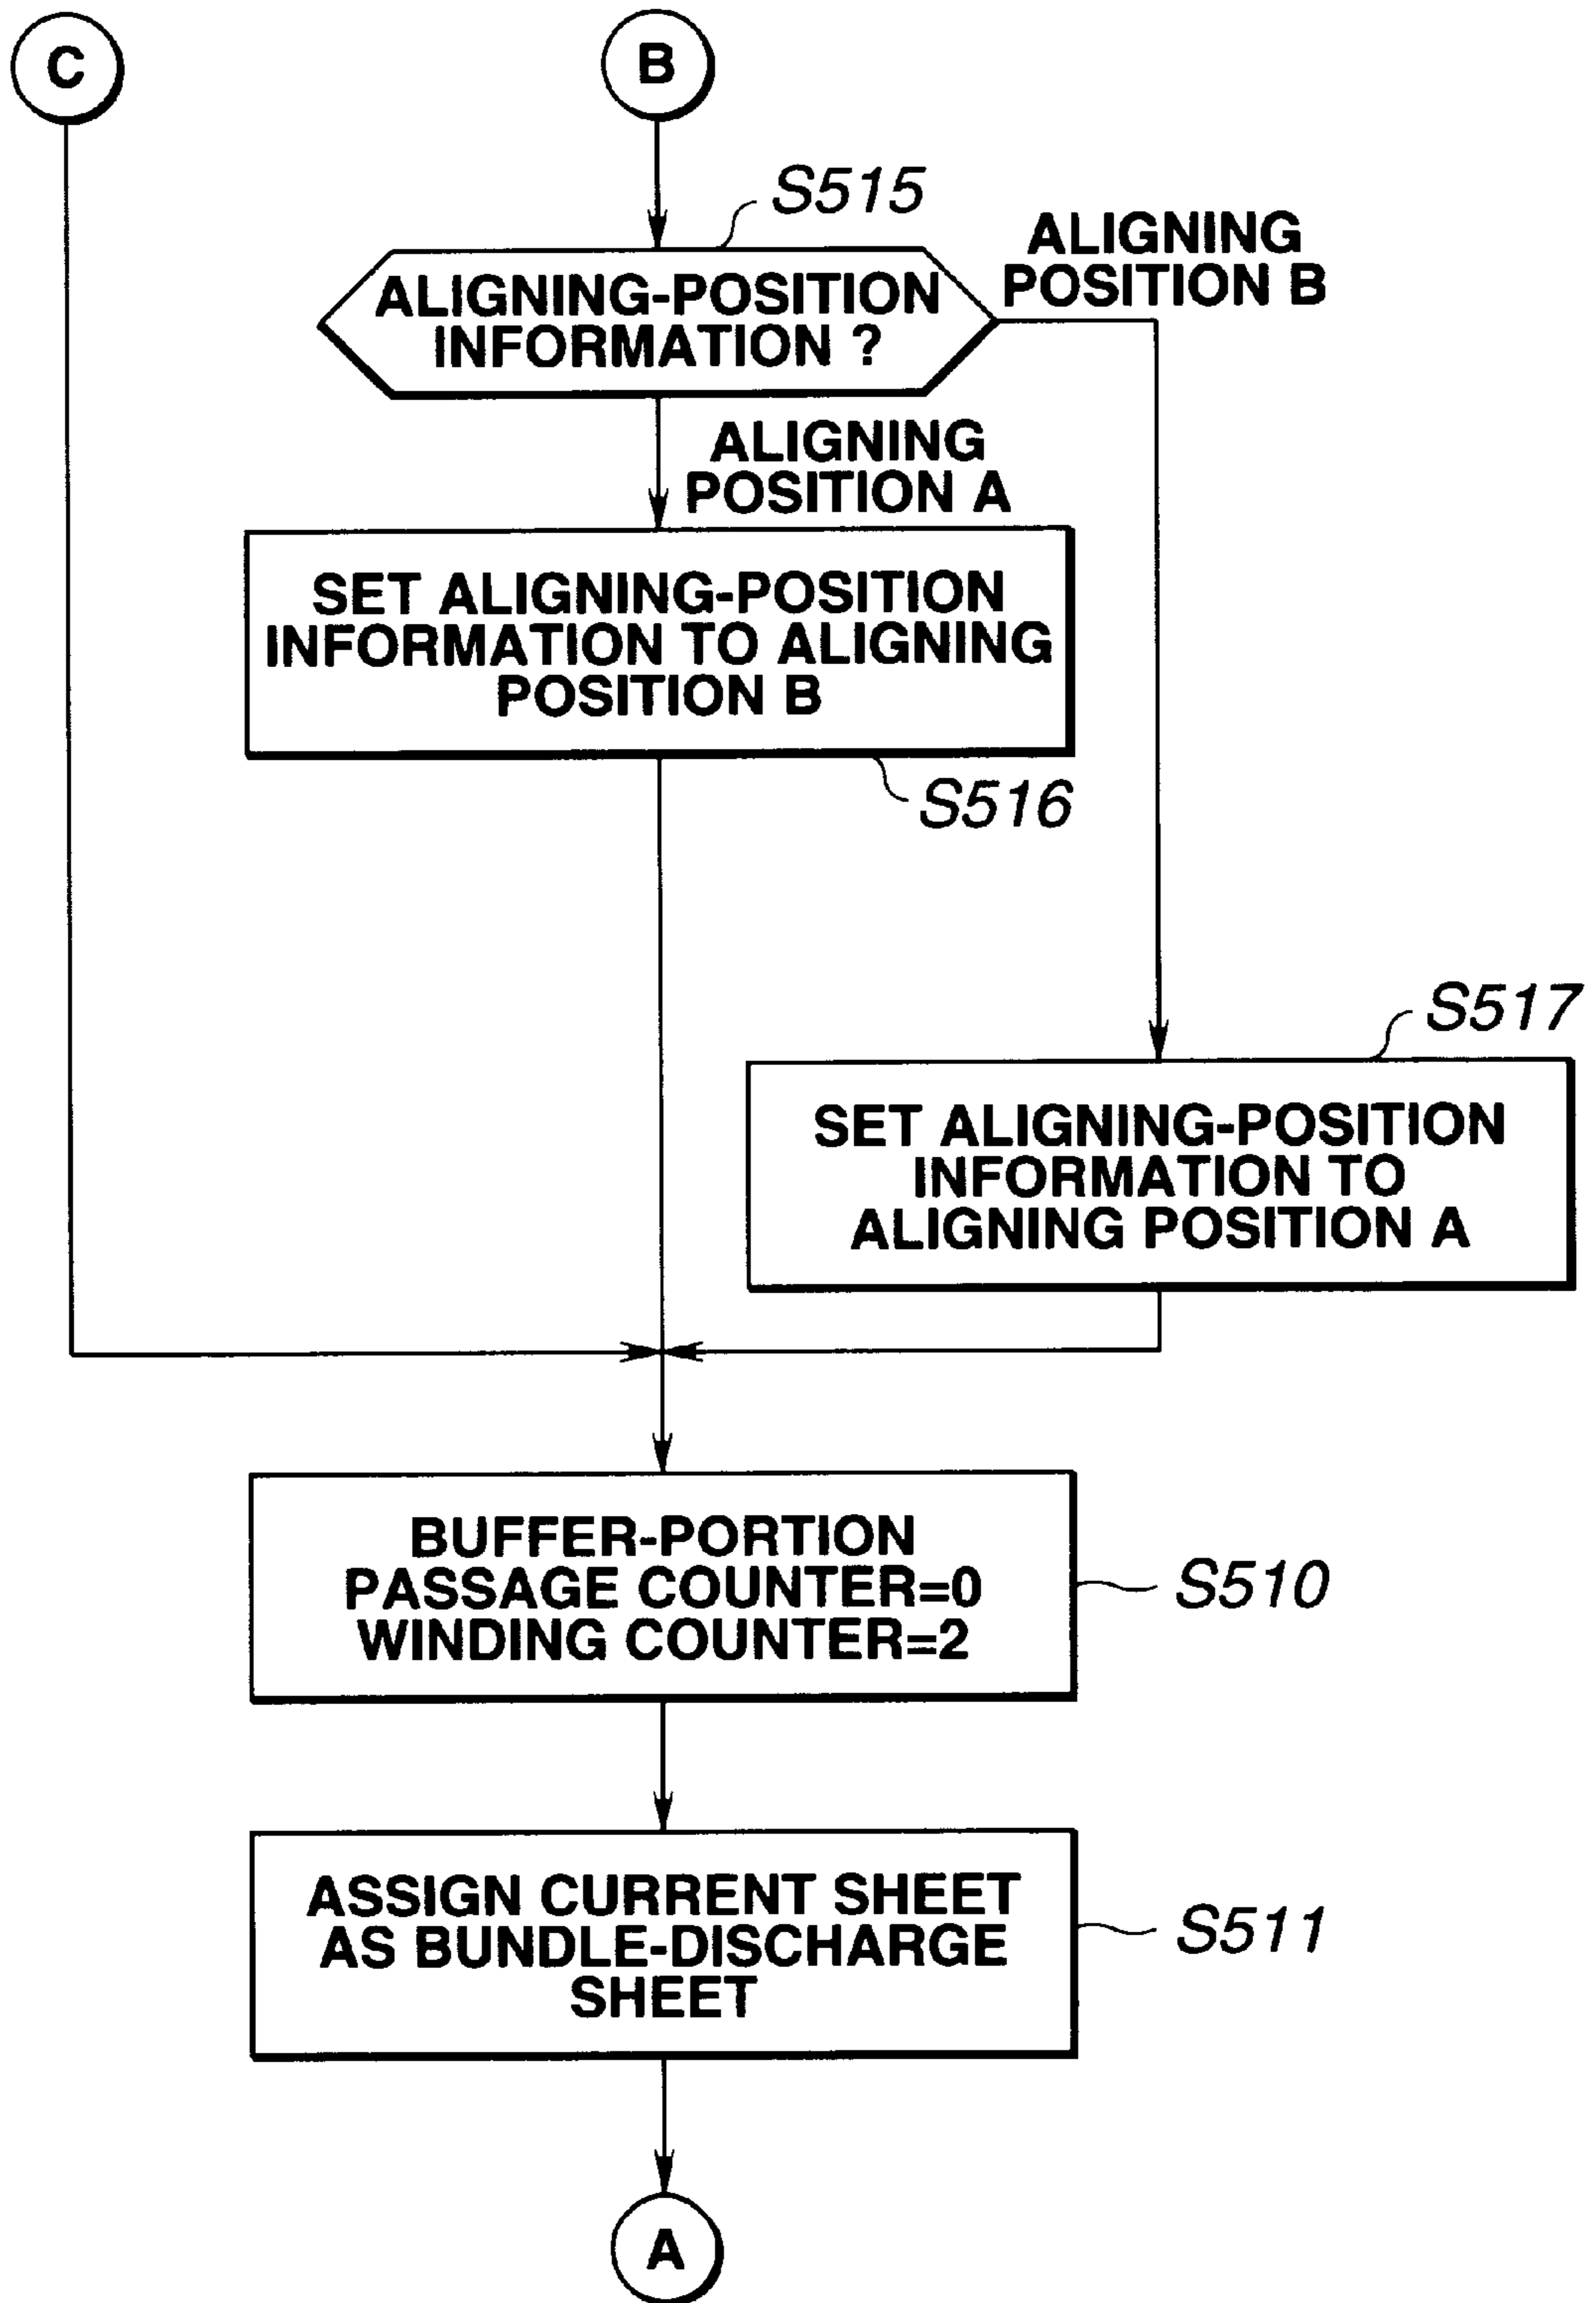 C
B
S515
ALIGNING
POSITION B
ALIGNING-POSITION
INFORMATION ?
ALIGNING
POSITION A
SET ALIGNING-POSITION
INFORMATION TO ALIGNING
POSITION B
S516
S517
SET ALIGNING-POSITION
INFORMATION TO
ALIGNING POSITION A
BUFFER-PORTION
PASSAGE COUNTER=0
WINDING COUNTER=2
S510
ASSIGN CURRENT SHEET
AS BUNDLE-DISCHARGE
SHEET
S511
A